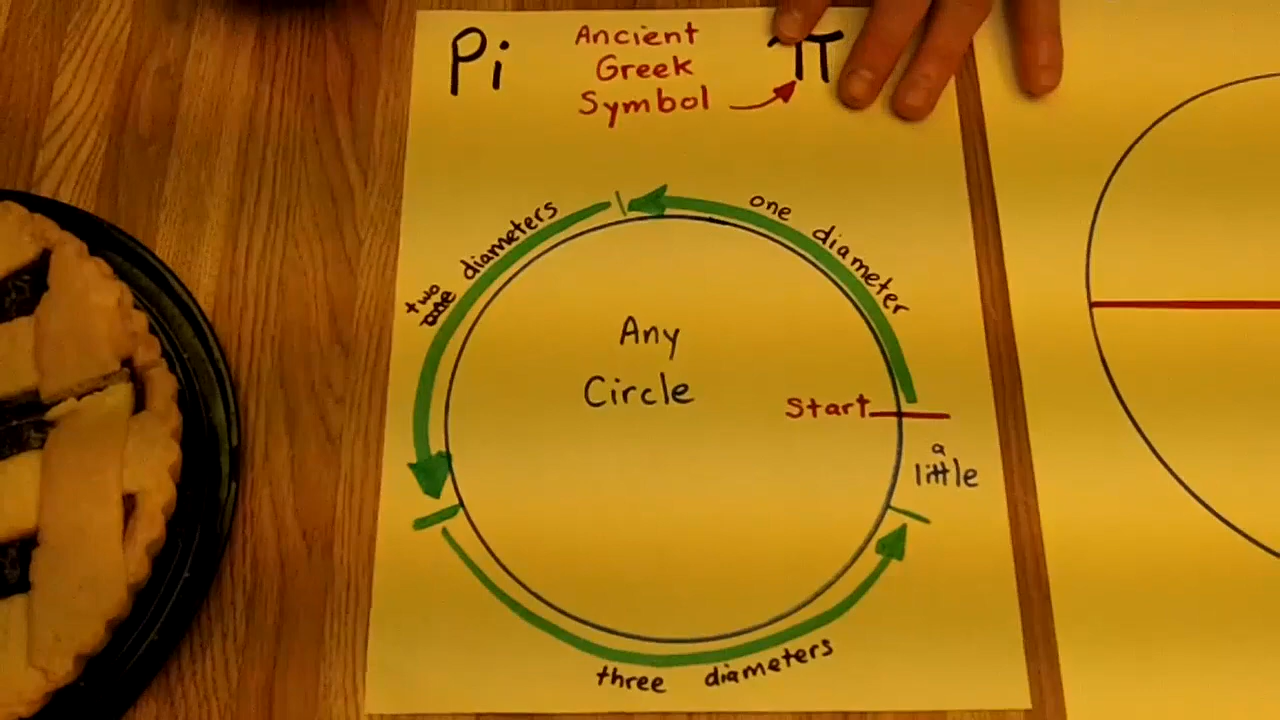 Pi
Ancient
Greek
Symbol
π
one diameter
two diameters
Any
Circle
Start
a
little
three diameters